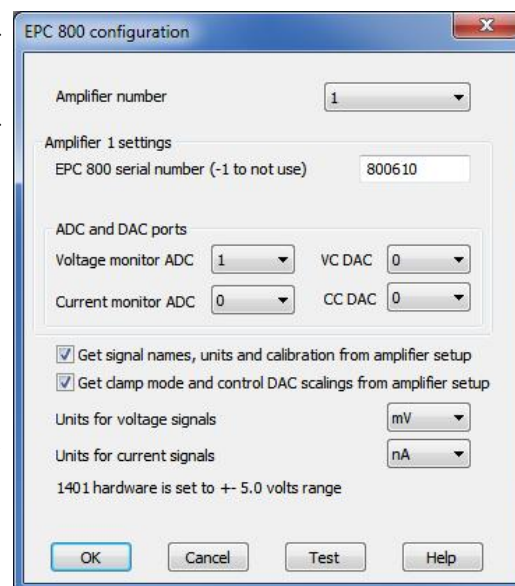 EPC 800 configuration
Amplifier number 1
Amplifier 1 settings
EPC 800 serial number (-1 to not use) 800610
ADC and DAC ports
Voltage monitor ADC 1 VC DAC 0
Current monitor ADC 0 CC DAC 0
Get signal names, units and calibration from amplifier setup
Get clamp mode and control DAC scalings from amplifier setup
Units for voltage signals mV
Units for current signals nA
1401 hardware is set to +- 5.0 volts range
OK Cancel Test Help